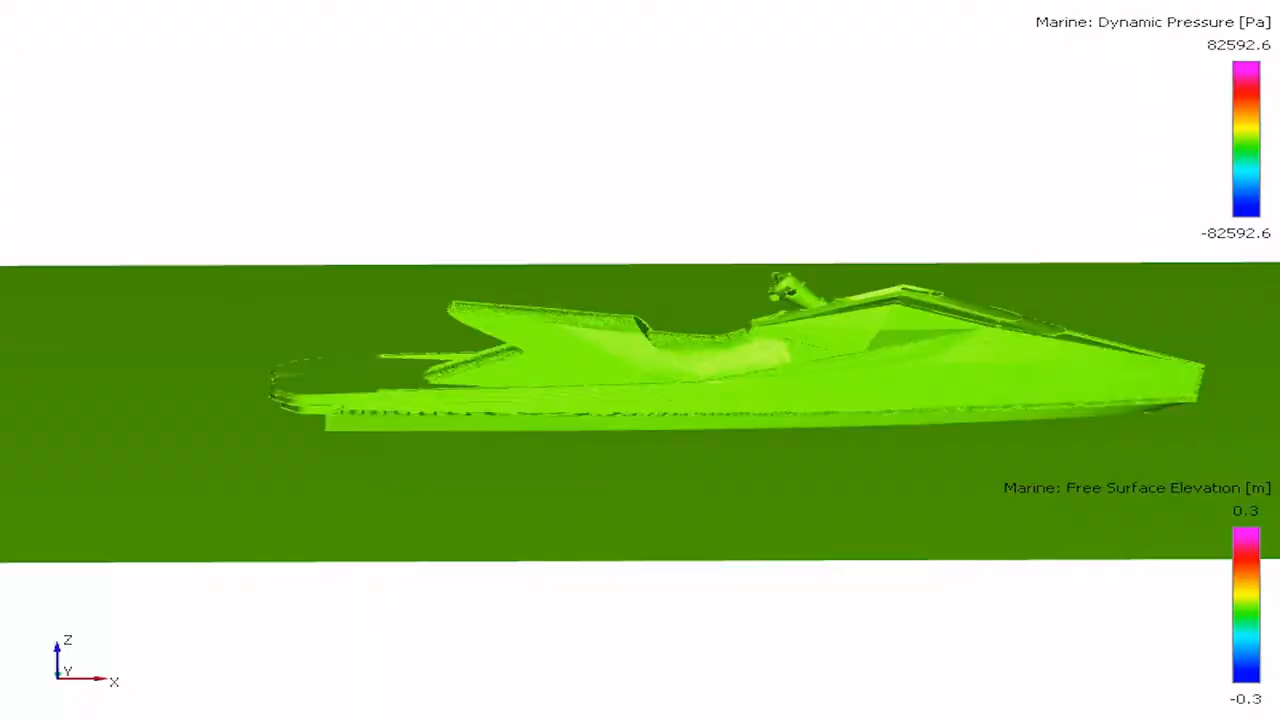 Marine: Dynamic Pressure [Pa]
82592.6
-82592.6
Marine: Free Surface Elevation [m]
0.3
-0.3
Z
Y
X